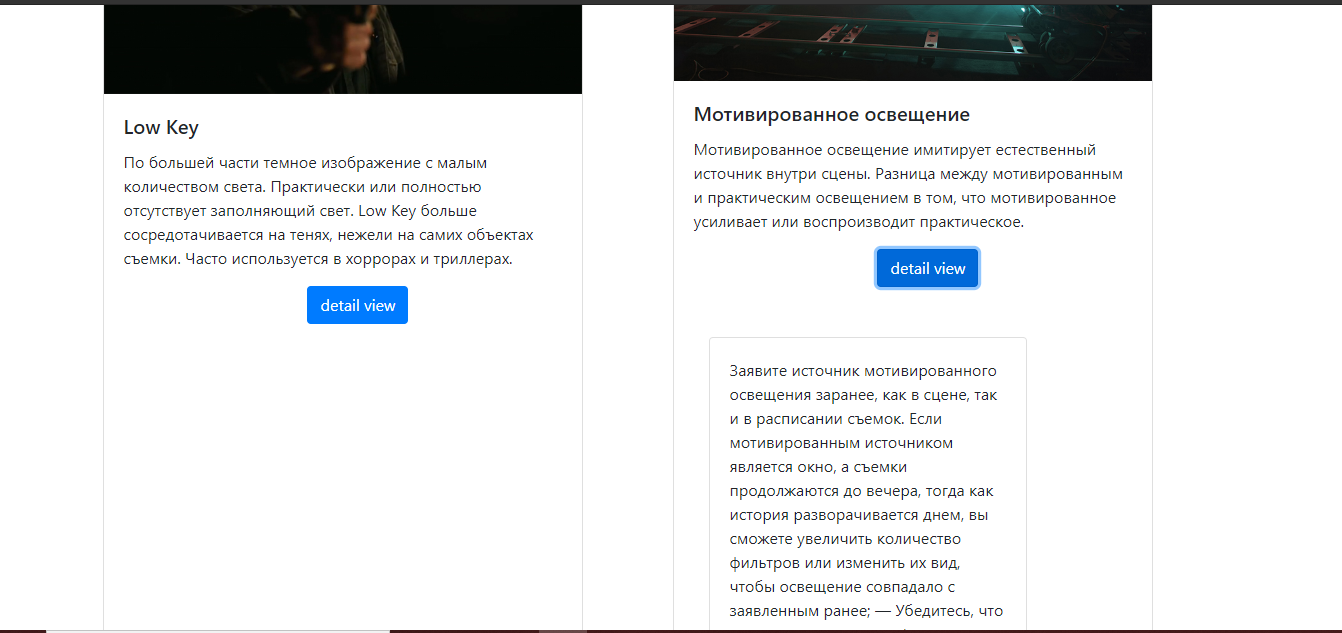 Low Key
По большей части темное изображение с малым
количеством света. Практически или полностью
отсутствует заполняющий свет. Low Key больше
сосредотачивается на тенях, нежели на самих объектах
съемки. Часто используется в хоррорах и триллерах.
detail view
Мотивированное освещение
Мотивированное освещение имитирует естественный
источник внутри сцены. Разница между мотивированным
и практическим освещением в том, что мотивированное
усиливает или воспроизводит практическое.
detail view
Заявите источник мотивированного
освещения заранее, как в сцене, так
и в расписании съемок. Если
мотивированным источником
является окно, а съемки
продолжаются до вечера, тогда как
история разворачивается днем, вы
сможете увеличить количество
фильтров или изменить их вид,
чтобы освещение совпадало с
заявленным ранее; — Убедитесь, что